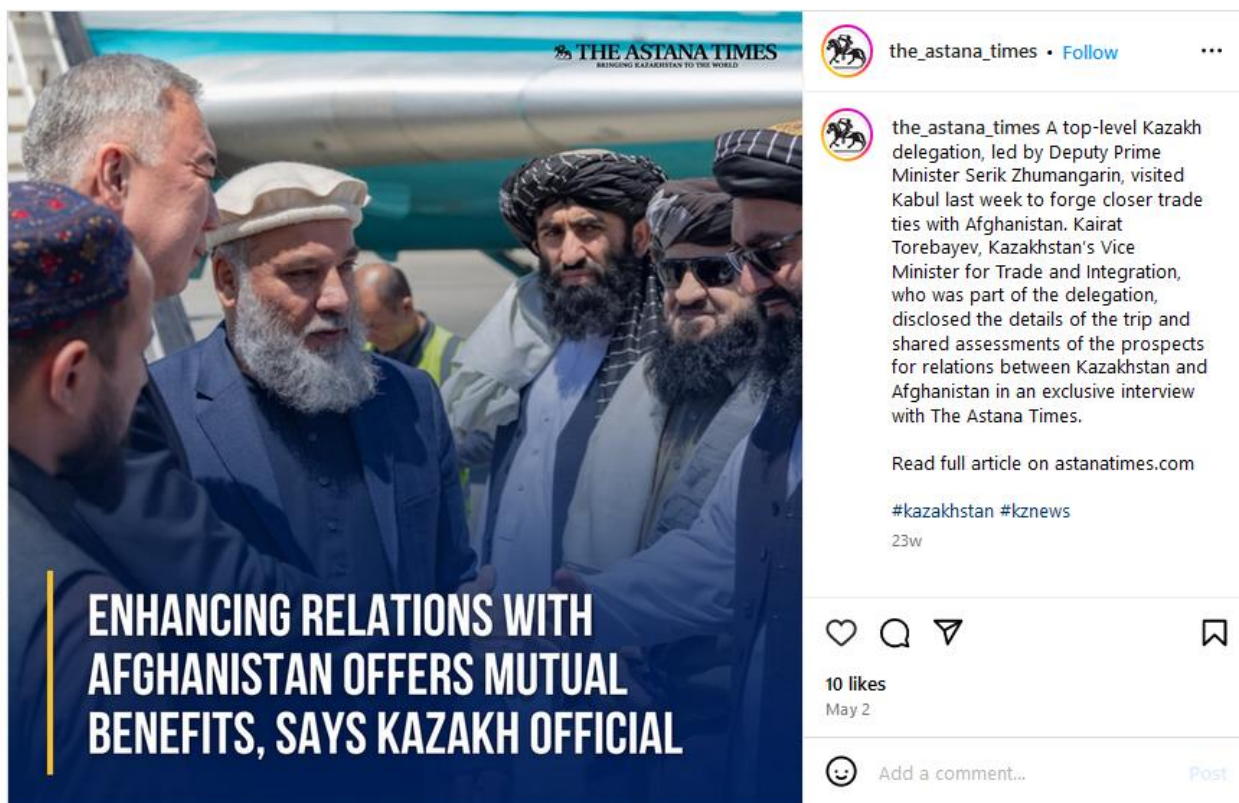 THE ASTANA TIMES
BRINGING KAZAKHSTAN TO THE WORLD
ENHANCING RELATIONS WITH
AFGHANISTAN OFFERS MUTUAL
BENEFITS, SAYS KAZAKH OFFICIAL
the_astana_times • Follow
the_astana_times A top-level Kazakh
delegation, led by Deputy Prime
Minister Serik Zhumangarin, visited
Kabul last week to forge closer trade
ties with Afghanistan. Kairat
Torebayev, Kazakhstan's Vice
Minister for Trade and Integration,
who was part of the delegation,
disclosed the details of the trip and
shared assessments of the prospects
for relations between Kazakhstan and
Afghanistan in an exclusive interview
with The Astana Times.
Read full article on astanatimes.com
#kazakhstan #kznews
23w
10 likes
May 2
Add a comment...
Post